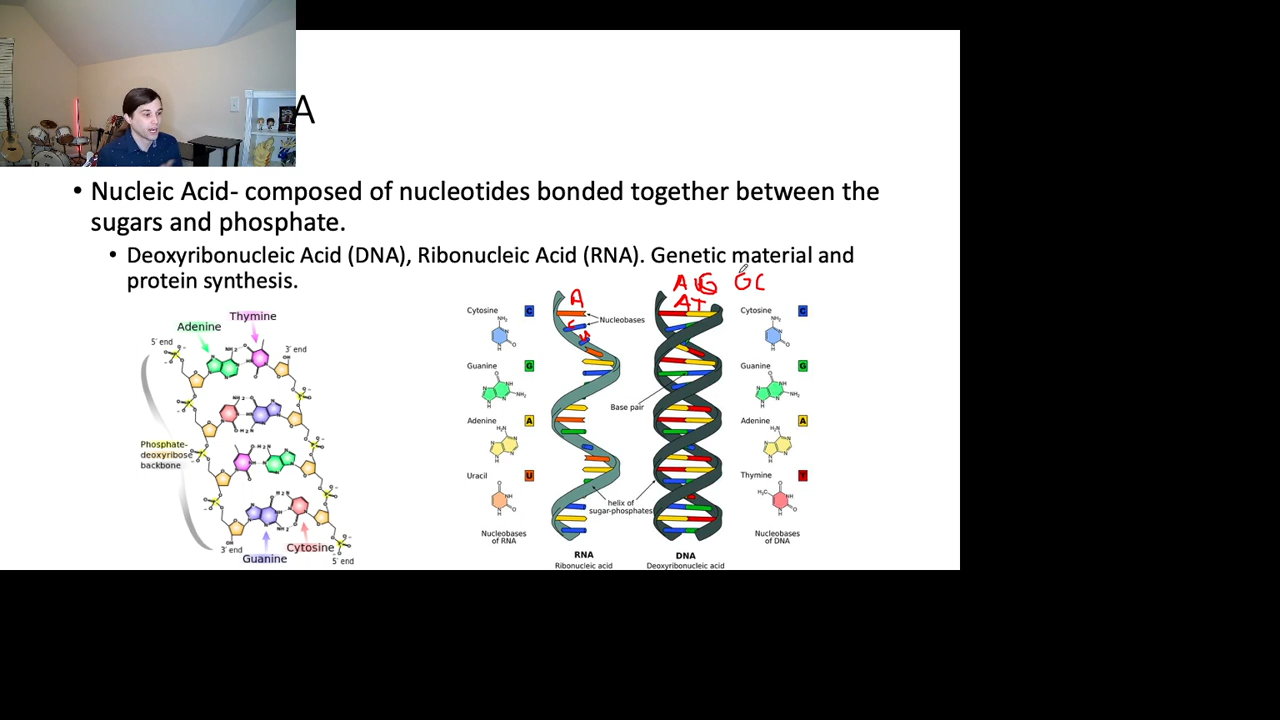 A
• Nucleic Acid- composed of nucleotides bonded together between the
sugars and phosphate.
• Deoxyribonucleic Acid (DNA), Ribonucleic Acid (RNA). Genetic material and
protein synthesis.
A G GC
A
AT
C
Thymine
Adenine
5' end
3' end
NH2
Phosphate-
deoxyribose
backbone
3' end
Guanine
Cytosine
5' end
Cytosine C
Guanine G
Adenine A
Uracil U
Nucleobases
of RNA
Nucleobases
Base pair
helix of
sugar-phosphates
RNA
Ribonucleic acid
DNA
Deoxyribonucleic acid
Cytosine C
Guanine G
Adenine A
Thymine T
Nucleobases
of DNA